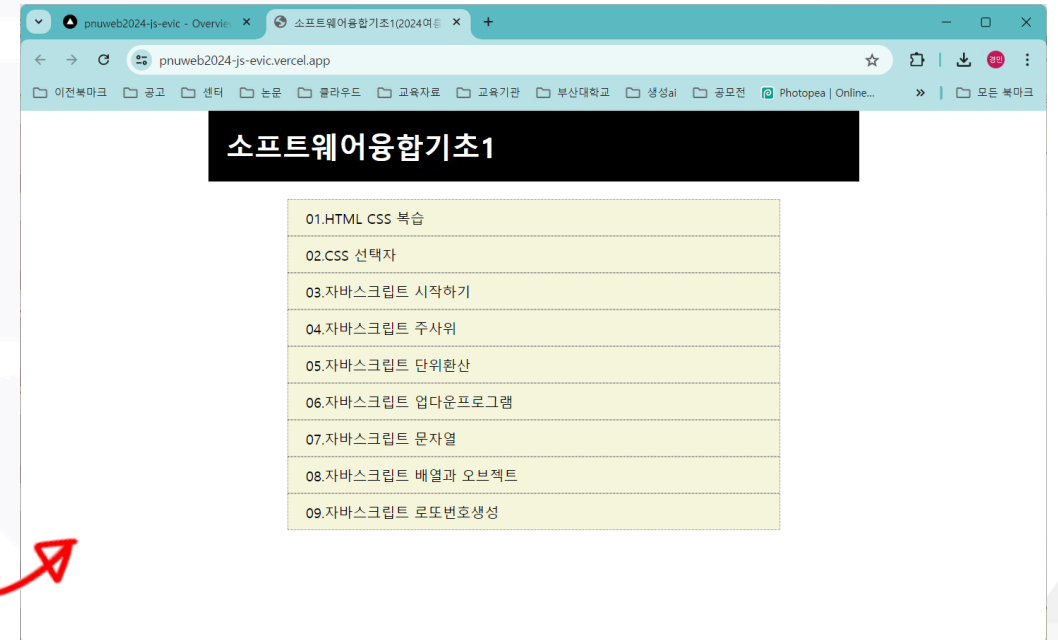 pnuweb2024-js-evic - Overvie
소프트웨어융합기초1(2024여름
pnuweb2024-js-evic.vercel.app
경민
이전북마크 공고 센터 논문 클라우드 교육자료 교육기관 부산대학교 생성ai 공모전 Photopea | Online... » 모든 북마크
소프트웨어융합기초1
01.HTML CSS 복습
02.CSS 선택자
03.자바스크립트 시작하기
04.자바스크립트 주사위
05.자바스크립트 단위환산
06.자바스크립트 업다운프로그램
07.자바스크립트 문자열
08.자바스크립트 배열과 오브젝트
09.자바스크립트 로또번호생성